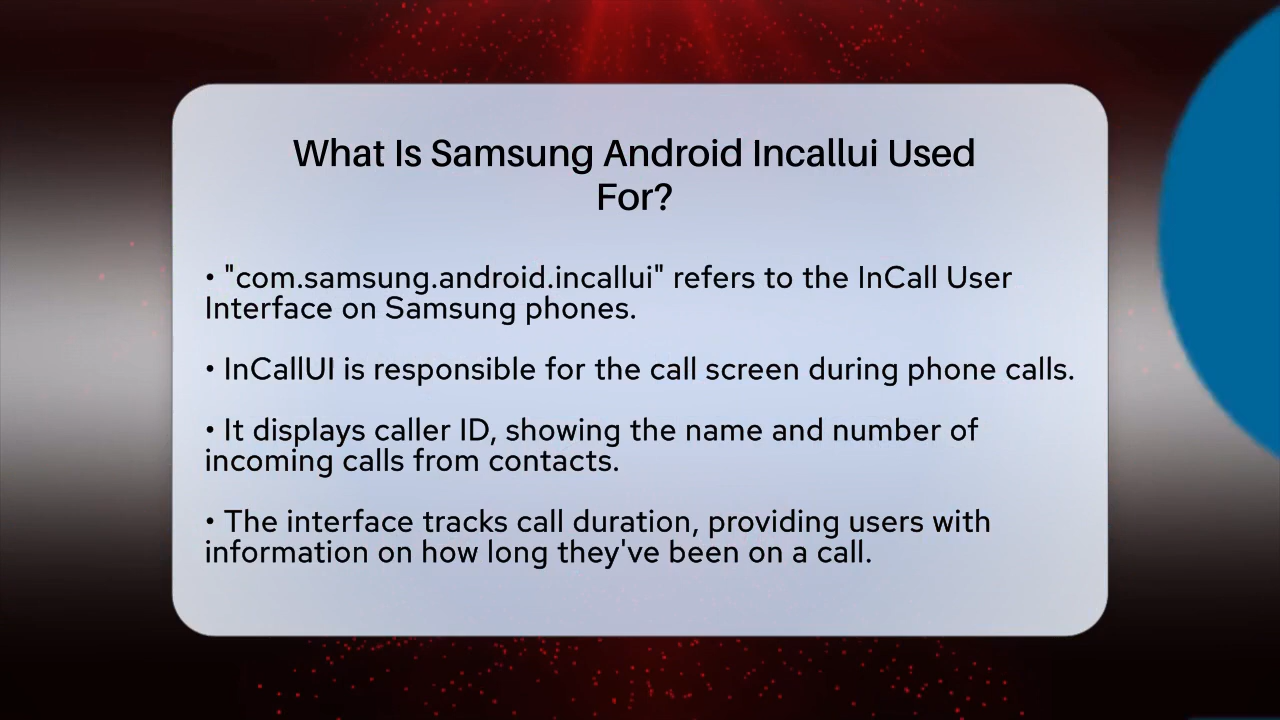 What Is Samsung Android Incallui Used
For?
• "com.samsung.android.incallui" refers to the InCall User
Interface on Samsung phones.
• InCallUI is responsible for the call screen during phone calls.
• It displays caller ID, showing the name and number of
incoming calls from contacts.
• The interface tracks call duration, providing users with
information on how long they've been on a call.